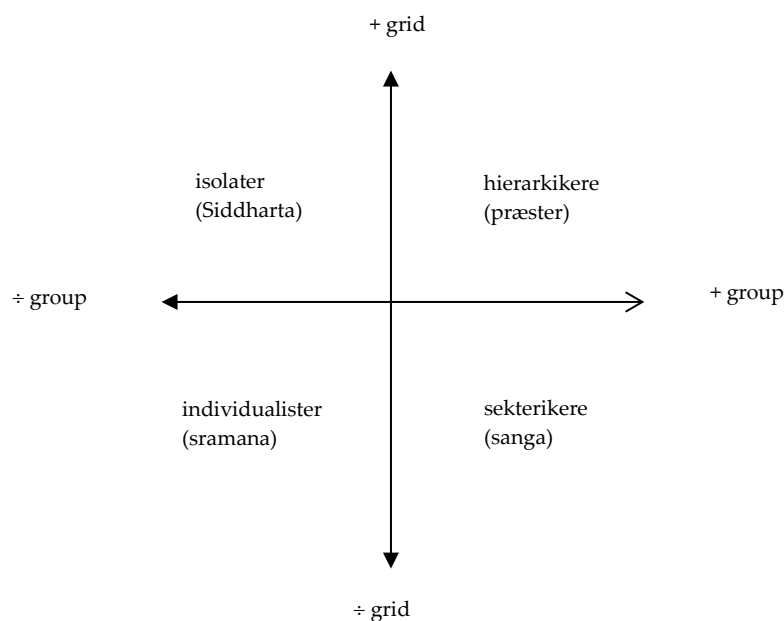 + grid
isolater
(Siddharta)
hierarkikere
(præster)
÷ group
+ group
individualister
(sramana)
sekterikere
(sanga)
÷ grid